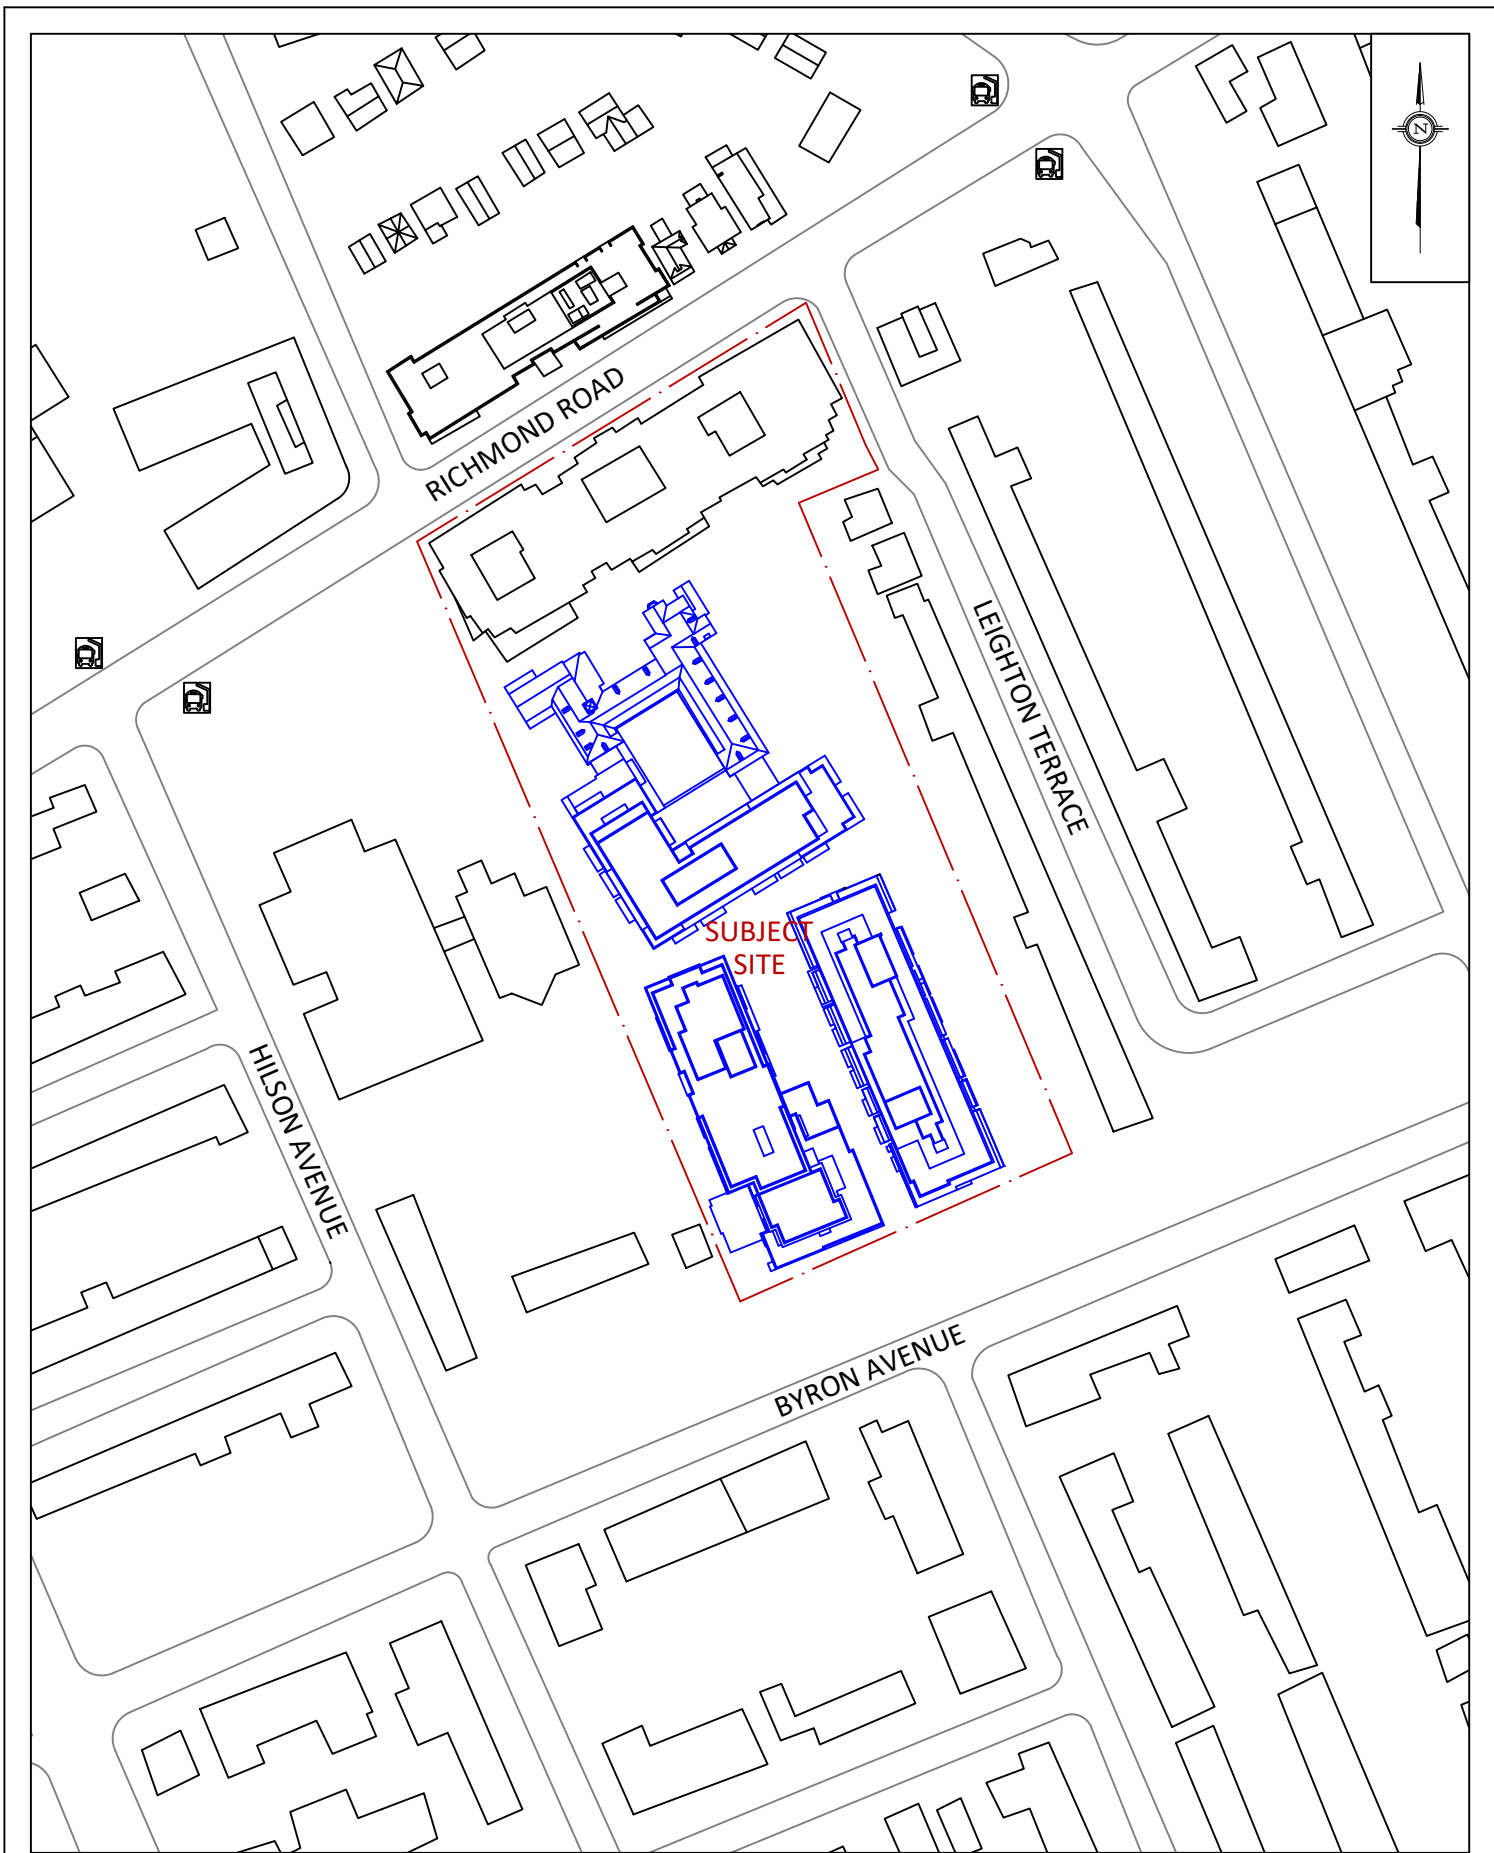 N
RICHMOND ROAD
LEIGHTON TERRACE
SUBJECT
SITE
HILSON AVENUE
BYRON AVENUE